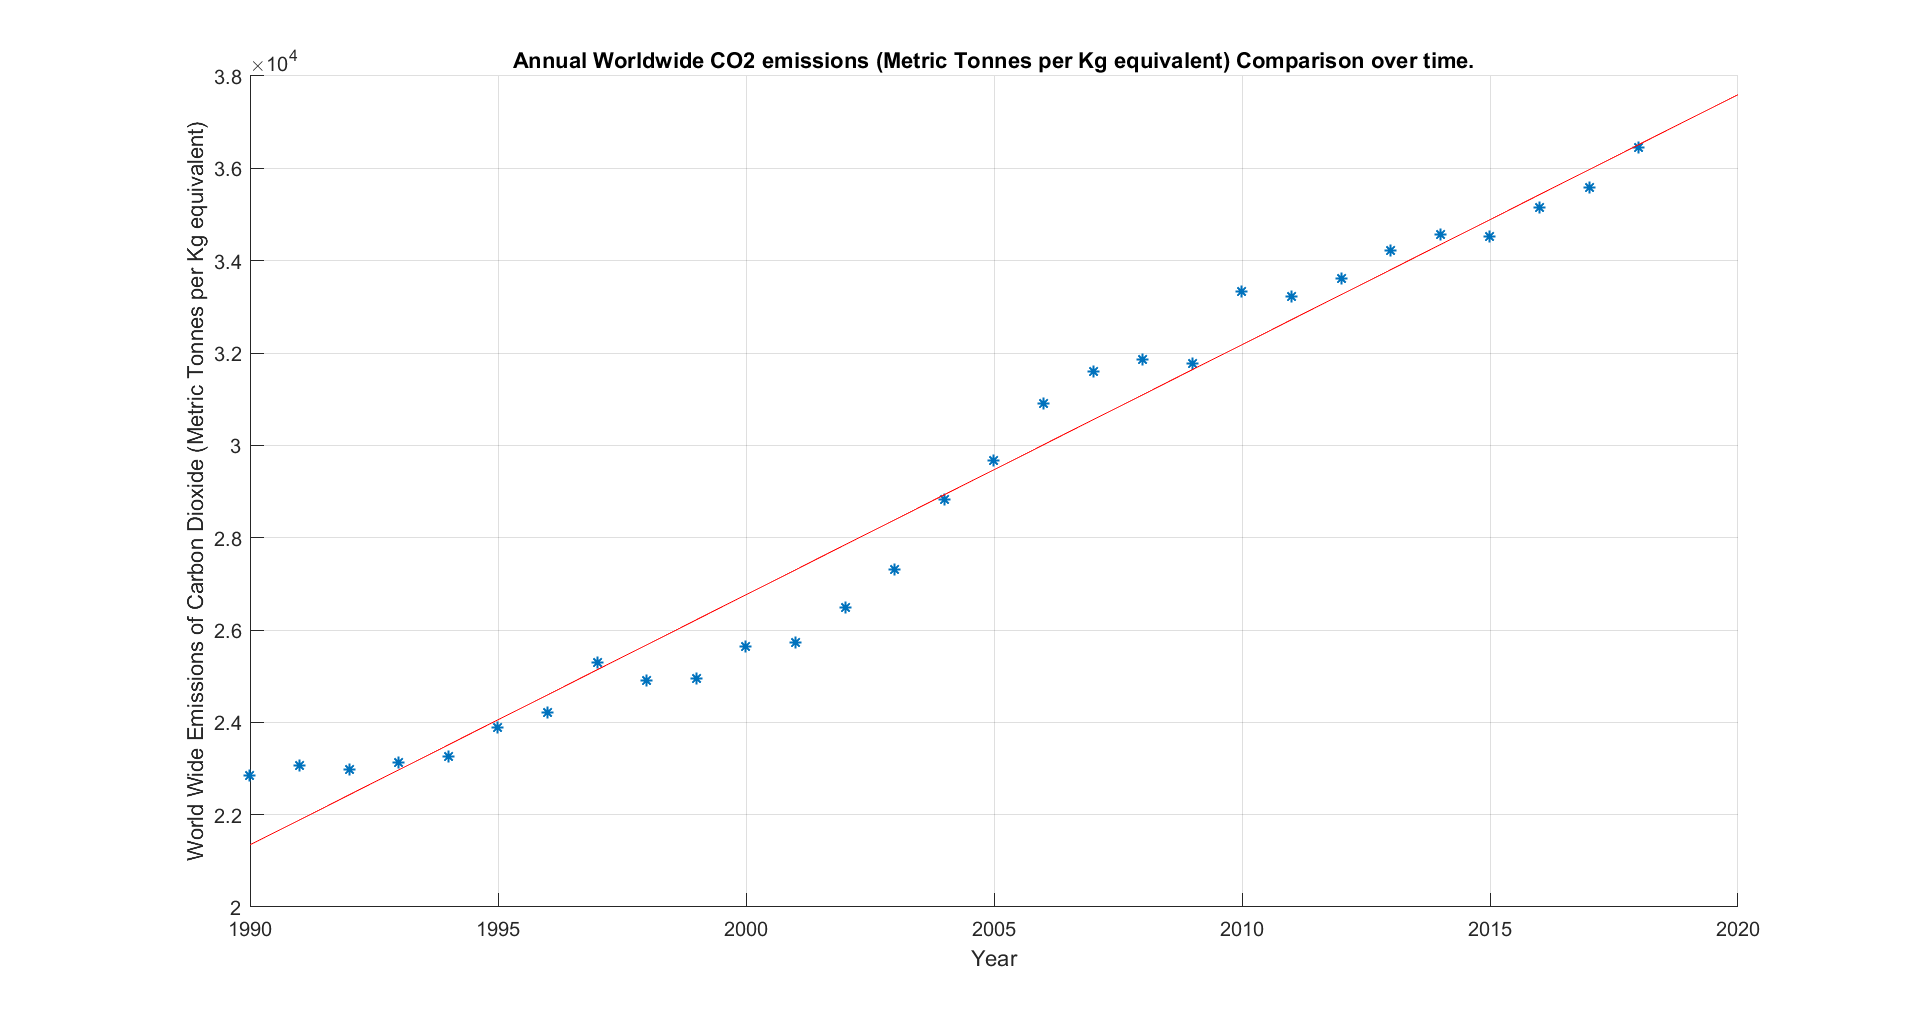 Annual Worldwide CO2 emissions (Metric Tonnes per Kg equivalent) Comparison over time.
×10⁴
World Wide Emissions of Carbon Dioxide (Metric Tonnes per Kg equivalent)
3.8
3.6
3.4
3.2
3
2.8
2.6
2.4
2.2
2
1990 1995 2000 2005 2010 2015 2020
Year